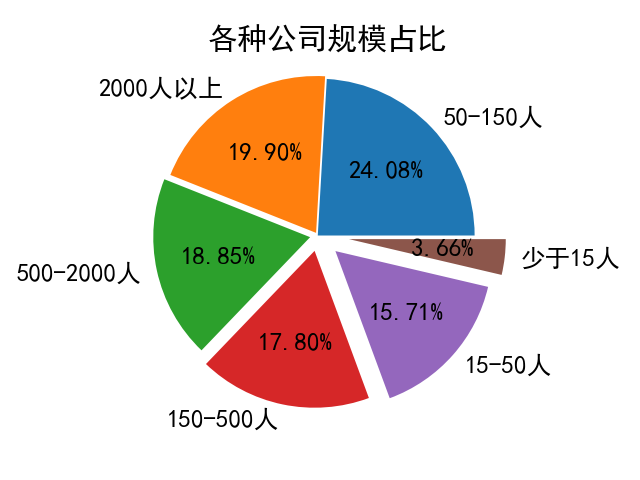 各种公司规模占比
2000人以上
50-150人
19.90%
24.08%
3.66%
18.85%
少于15人
500-2000人
15.71%
17.80%
15-50人
150-500人